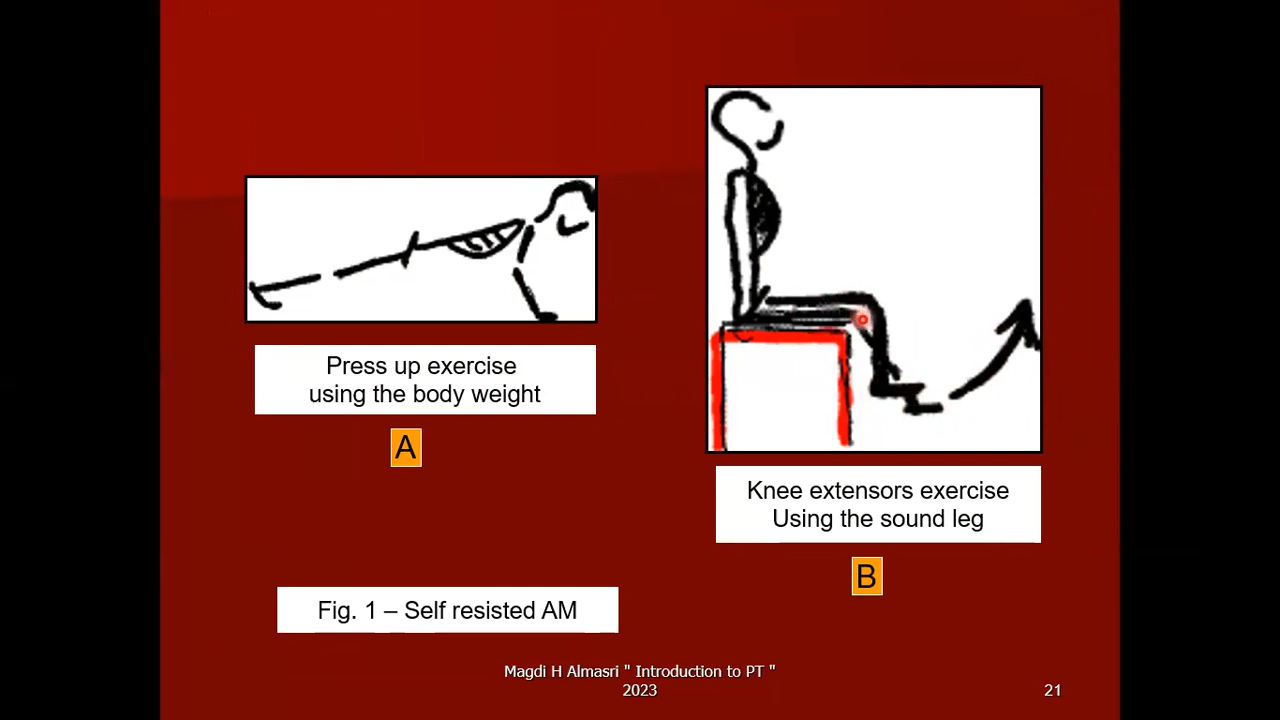 Press up exercise
using the body weight
A
Knee extensors exercise
Using the sound leg
B
Fig. 1 – Self resisted AM
Magdi H Almasri " Introduction to PT "
2023
21